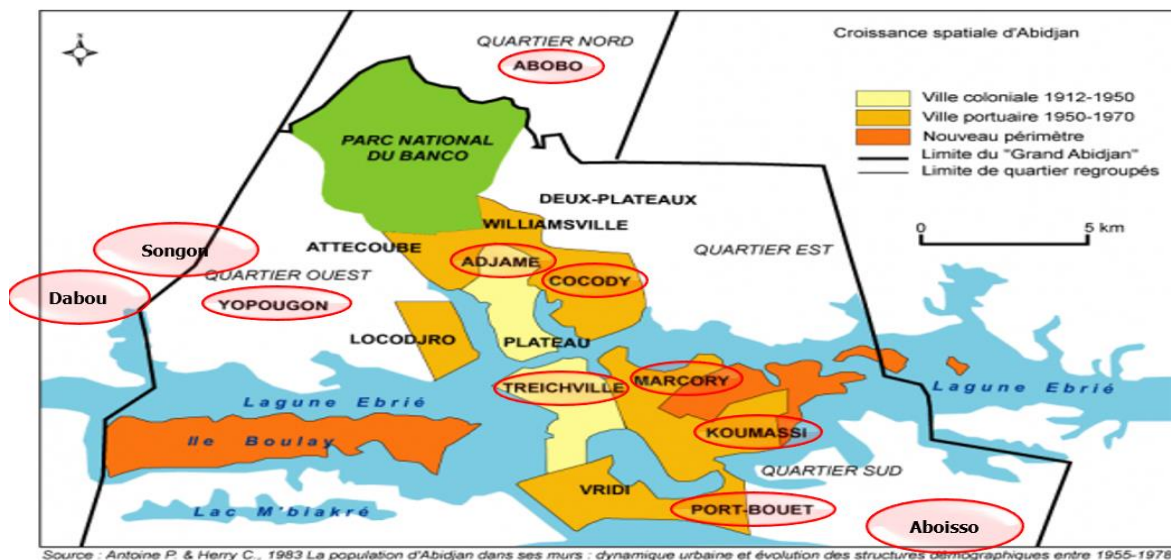 QUARTIER NORD
ABOBO
Croissance spatiale d'Abidjan
Ville coloniale 1912-1950
Ville portuaire 1950-1970
Nouveau périmètre
Limite du "Grand Abidjan"
Limite de quartier regroupés
0 5 km
PARC NATIONAL
DU BANCO
DEUX-PLATEAUX
WILLIAMSVILLE
ATTECOUBE
ADJAME
QUARTIER EST
Songon
QUARTIER OUEST
COCODY
Dabou
YOPOUGON
LOCODJRO
PLATEAU
TREICHVILLE
MARCORY
Lagune Ebrié
Lagune Ebrié
Ile Boulay
KOUMASSI
QUARTIER SUD
VRIDI
Lac M'biakré
PORT-BOUET
Aboisso
Source : Antoine P. & Herry C., 1983 La population d'Abidjan dans ses murs : dynamique urbaine et évolution des structures démographiques entre 1955-1978